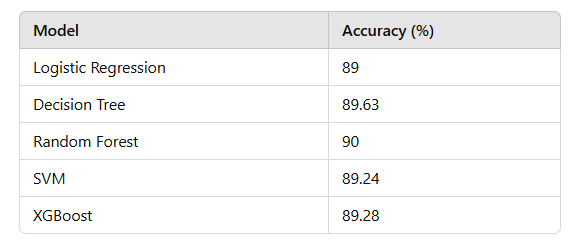 Model Accuracy (%)
Logistic Regression 89
Decision Tree 89.63
Random Forest 90
SVM 89.24
XGBoost 89.28